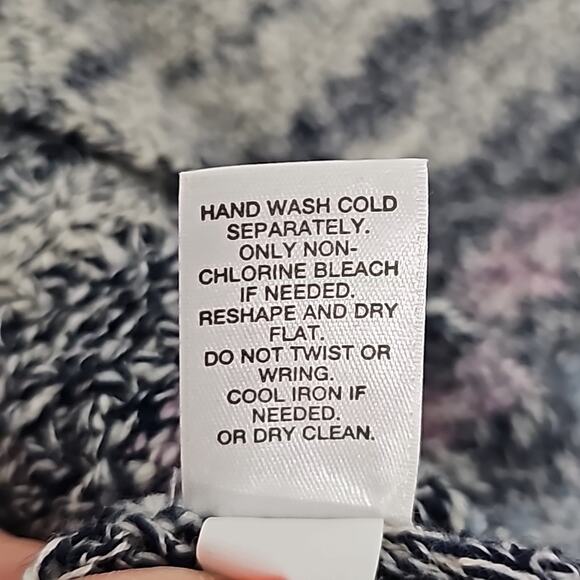 HAND WASH COLD
SEPARATELY.
ONLY NON-
CHLORINE BLEACH
IF NEEDED.
RESHAPE AND DRY
FLAT.
DO NOT TWIST OR
WRING.
COOL IRON IF
NEEDED.
OR DRY CLEAN.